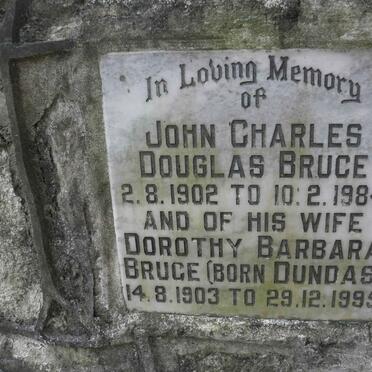 In Loving Memory
of
JOHN CHARLES
DOUGLAS BRUCE
2.8.1902 TO 10.2.198
AND OF HIS WIFE
DOROTHY BARBARA
BRUCE (BORN DUNDAS
14.8.1903 TO 29.12.1995